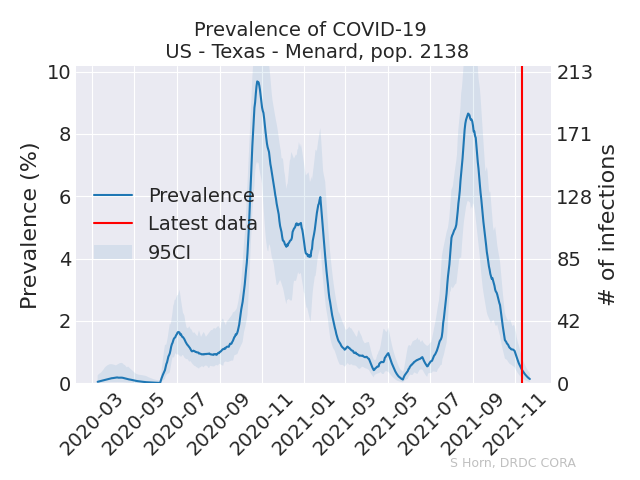 Prevalence of COVID-19
US - Texas - Menard, pop. 2138
Prevalence (%)
10
8
6
4
2
0
213
171
128
85
42
0
# of infections
Prevalence
Latest data
95CI
2020-03
2020-05
2020-07
2020-09
2020-11
2021-01
2021-03
2021-05
2021-07
2021-09
2021-11
S Horn, DRDC CORA